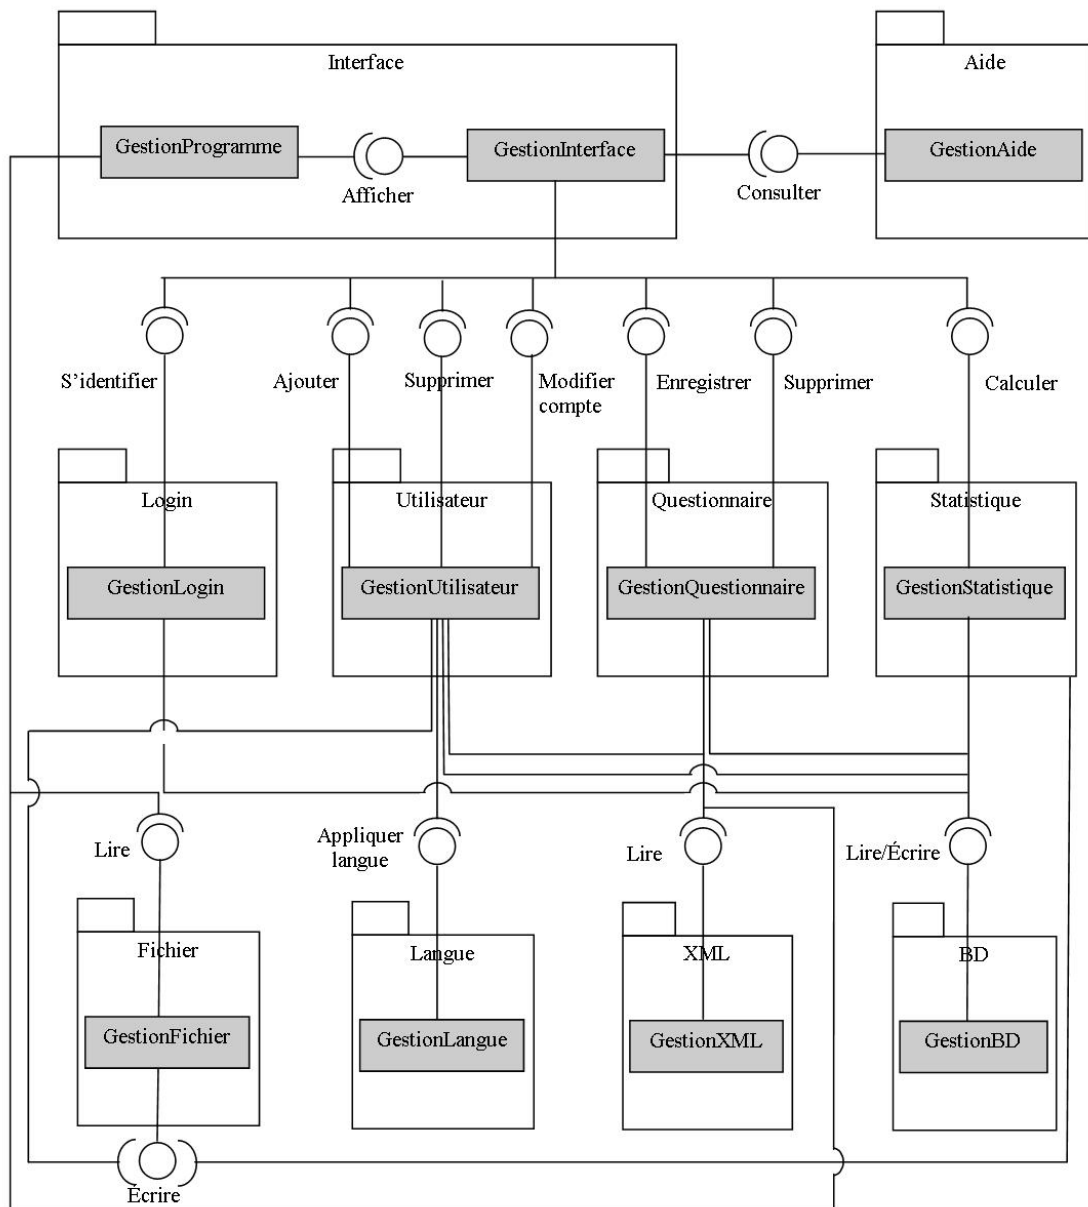 Interface
Aide
GestionProgramme
GestionInterface
GestionAide
Afficher
Consulter
S'identifier
Ajouter
Supprimer
Modifier
compte
Enregistrer
Supprimer
Calculer
Login
Utilisateur
Questionnaire
Statistique
GestionLogin
GestionUtilisateur
GestionQuestionnaire
GestionStatistique
Lire
Appliquer
langue
Lire
Lire/Écrire
Fichier
Langue
XML
BD
GestionFichier
GestionLangue
GestionXML
GestionBD
Écrire